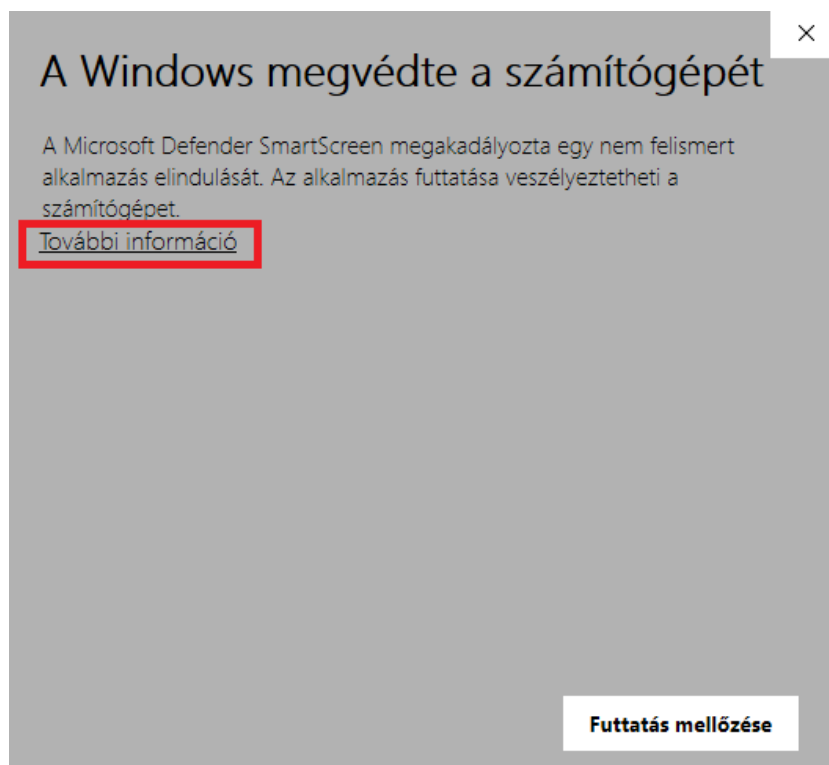 A Windows megvédte a számítógépét
A Microsoft Defender SmartScreen megakadályozta egy nem felismert
alkalmazás elindulását. Az alkalmazás futtatása veszélyeztetheti a
számítógépet.
További információ
Futtatás mellőzése